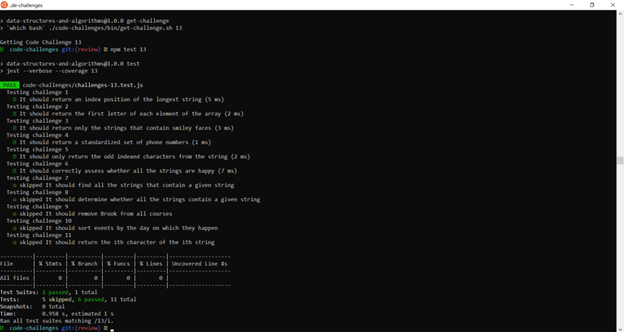 ..de-challenges
> data-structures-and-algorithms@1.0.0 get-challenge
> `which bash` ./code-challenges/bin/get-challenge.sh 13
Getting Code Challenge 13
code-challenges git:(review) npm test 13
> data-structures-and-algorithms@1.0.0 test
> jest --verbose --coverage 13
PASS code-challenges/challenges-13.test.js
Testing challenge 1
It should return an index position of the longest string (5 ms)
Testing challenge 2
It should return the first letter of each element of the array (2 ms)
Testing challenge 3
It should return only the strings that contain smiley faces (3 ms)
Testing challenge 4
It should return a standardized set of phone numbers (1 ms)
Testing challenge 5
It should only return the odd indexed characters from the string (2 ms)
Testing challenge 6
It should correctly assess whether all the strings are happy (7 ms)
Testing challenge 7
○ skipped It should find all the strings that contain a given string
Testing challenge 8
○ skipped It should determine whether all the strings contain a given string
Testing challenge 9
○ skipped It should remove Brook from all courses
Testing challenge 10
○ skipped It should sort events by the day on which they happen
Testing challenge 11
○ skipped It should return the ith character of the ith string
----------|---------|----------|---------|---------|-------------------
File | % Stmts | % Branch | % Funcs | % Lines | Uncovered Line #s
----------|---------|----------|---------|---------|-------------------
All files | 0 | 0 | 0 | 0 |
----------|---------|----------|---------|---------|-------------------
Test Suites: 1 passed, 1 total
Tests: 5 skipped, 6 passed, 11 total
Snapshots: 0 total
Time: 0.958 s, estimated 1 s
Ran all test suites matching /13/i.
code-challenges git:(review)